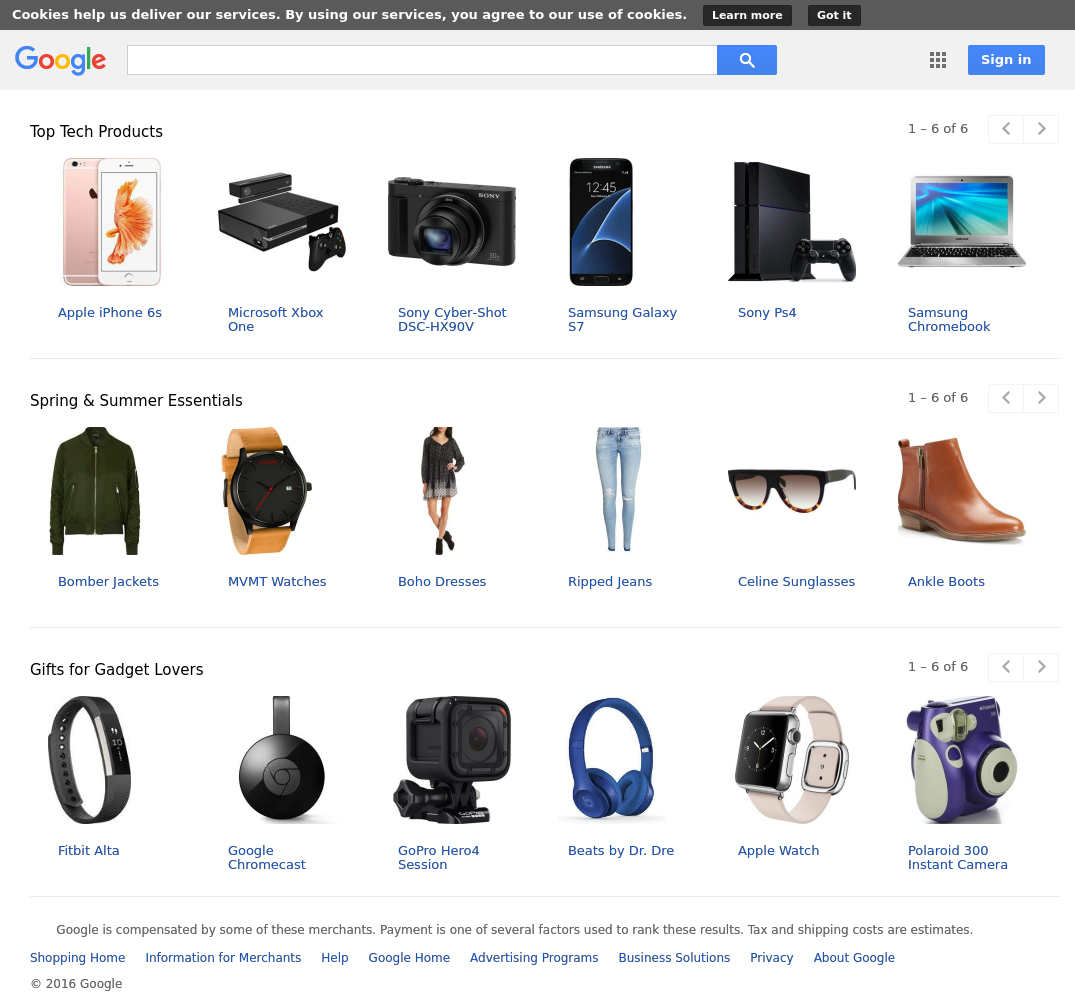 Cookies help us deliver our services. By using our services, you agree to our use of cookies. Learn more Got it
Google Sign in
Top Tech Products 1 – 6 of 6
SONY
SAMSUNG
12:45
Apple iPhone 6s Microsoft Xbox One Sony Cyber-Shot DSC-HX90V Samsung Galaxy S7 Sony Ps4 Samsung Chromebook
Spring & Summer Essentials 1 – 6 of 6
Bomber Jackets MVMT Watches Boho Dresses Ripped Jeans Celine Sunglasses Ankle Boots
Gifts for Gadget Lovers 1 – 6 of 6
Fitbit Alta Google Chromecast GoPro Hero4 Session Beats by Dr. Dre Apple Watch Polaroid 300 Instant Camera
Google is compensated by some of these merchants. Payment is one of several factors used to rank these results. Tax and shipping costs are estimates.
Shopping Home Information for Merchants Help Google Home Advertising Programs Business Solutions Privacy About Google
© 2016 Google